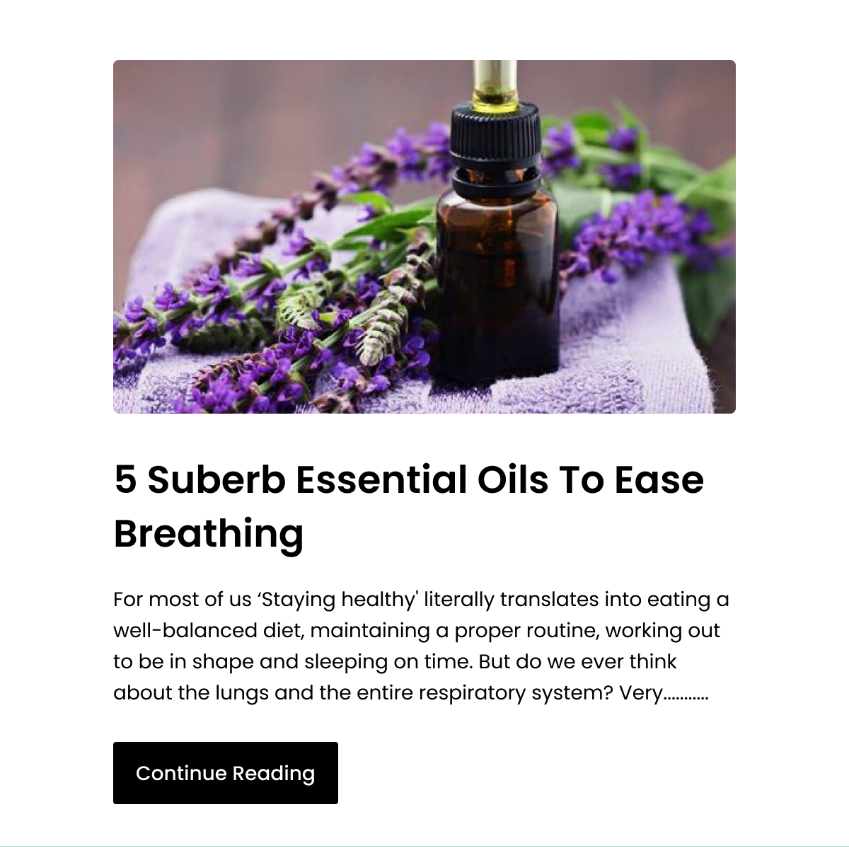 5 Suberb Essential Oils To Ease
Breathing
For most of us ‘Staying healthy' literally translates into eating a
well-balanced diet, maintaining a proper routine, working out
to be in shape and sleeping on time. But do we ever think
about the lungs and the entire respiratory system? Very...........
Continue Reading